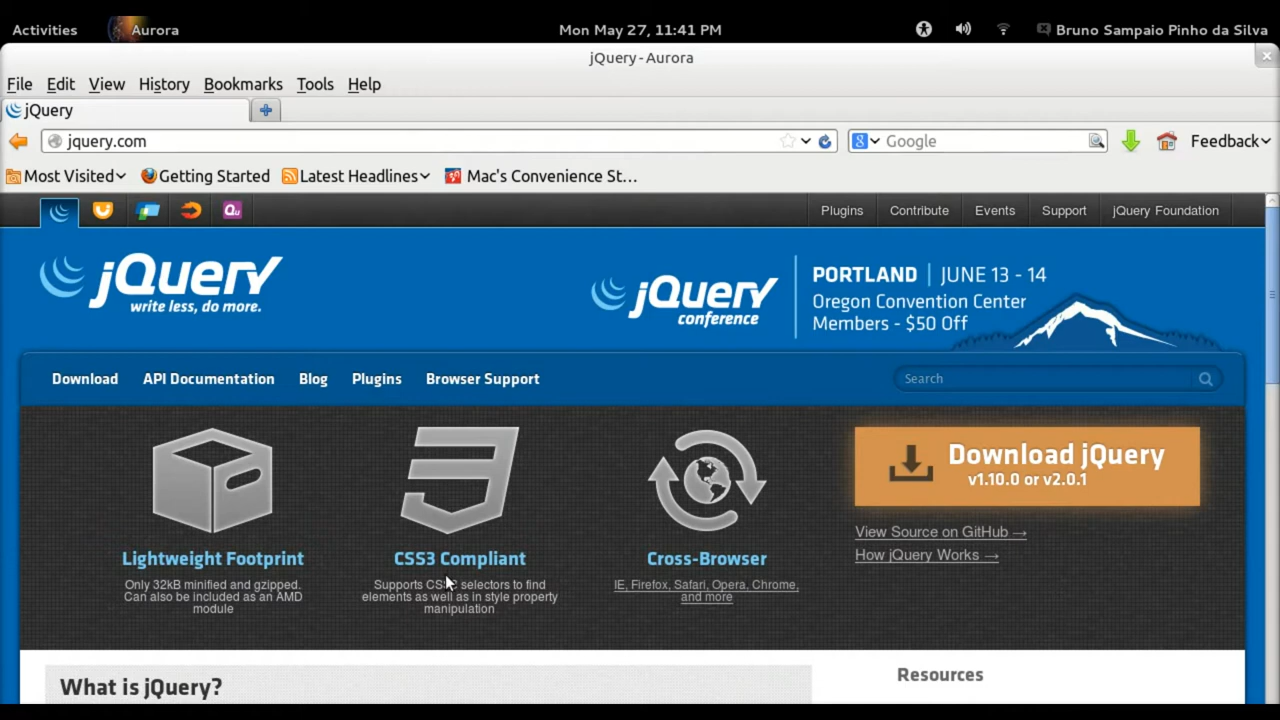 Activities
Aurora
Mon May 27, 11:41 PM
Bruno Sampaio Pinho da Silva
jQuery - Aurora
File Edit View History Bookmarks Tools Help
jQuery
jquery.com
Google
Feedback
Most Visited
Getting Started
Latest Headlines
Mac's Convenience St...
Qu
Plugins
Contribute
Events
Support
jQuery Foundation
jQuery
write less, do more.
jQuery
conference
PORTLAND | JUNE 13 - 14
Oregon Convention Center
Members - $50 Off
Download
API Documentation
Blog
Plugins
Browser Support
Search
Lightweight Footprint
Only 32kB minified and gzipped.
Can also be included as an AMD
module
CSS3 Compliant
Supports CSS3 selectors to find
elements as well as in style property
manipulation
Cross-Browser
IE, Firefox, Safari, Opera, Chrome,
and more
Download jQuery
v1.10.0 or v2.0.1
View Source on GitHub →
How jQuery Works →
What is jQuery?
Resources